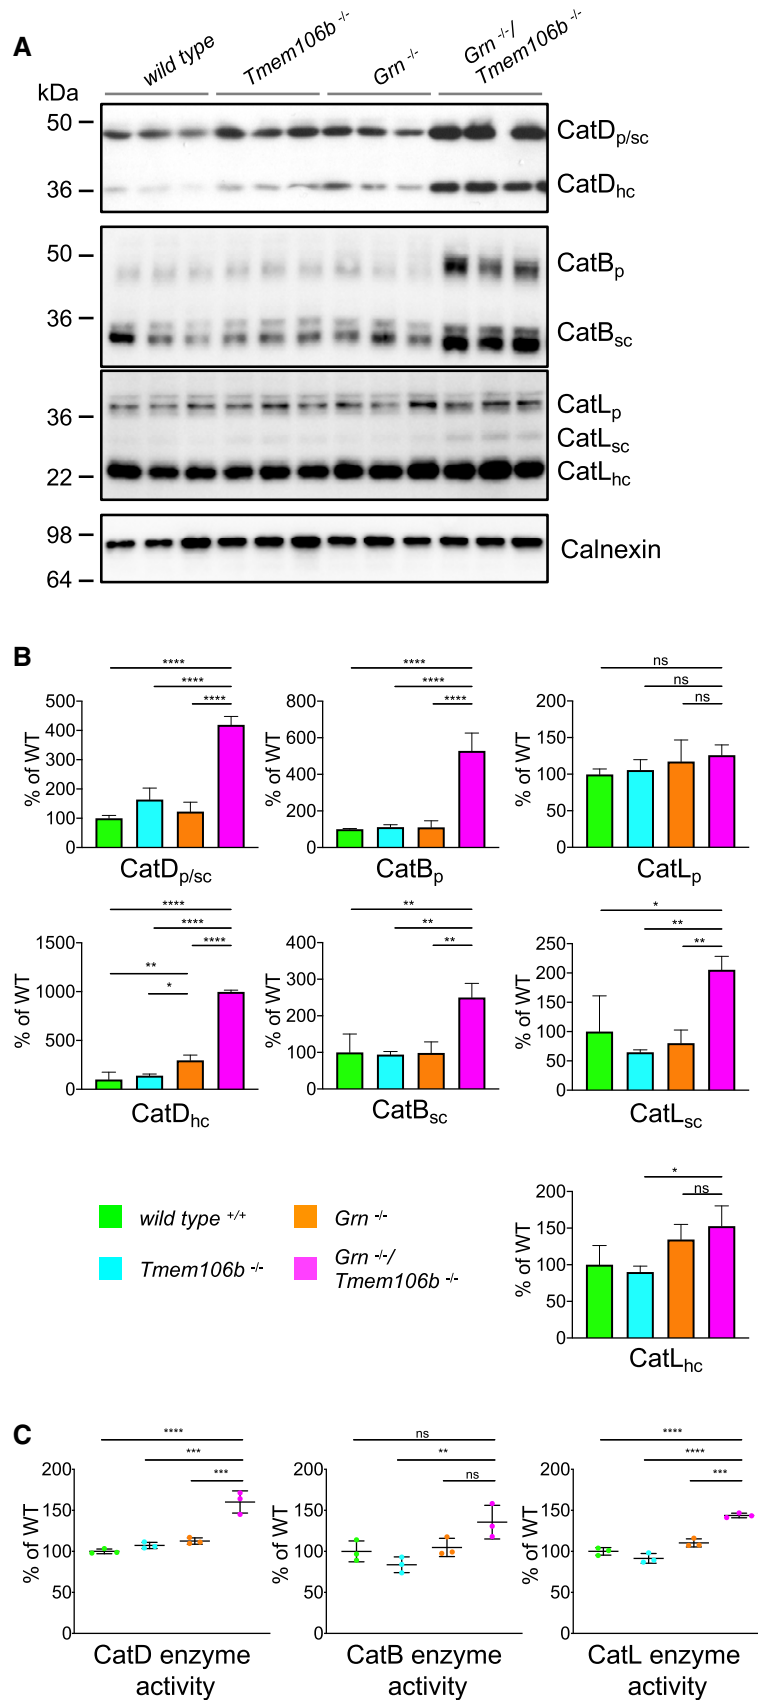 A
wild type
Tmem106b -/-
Grn -/-
Grn -/-/
Tmem106b -/-
kDa
50
36
CatDp/sc
CatDhc
50
36
CatBp
CatBsc
36
22
CatLp
CatLsc
CatLhc
98
64
Calnexin
B
****
****
****
% of WT
500
400
300
200
100
0
CatDp/sc
****
****
****
% of WT
800
600
400
200
0
CatBp
ns
ns
ns
% of WT
200
150
100
50
0
CatLp
****
****
****
**
*
% of WT
1500
1000
500
0
CatDhc
**
**
**
% of WT
400
300
200
100
0
CatBsc
*
**
**
% of WT
250
200
150
100
50
0
CatLsc
wild type +/+
Tmem106b -/-
Grn -/-
Grn -/-/
Tmem106b -/-
*
ns
% of WT
200
150
100
50
0
CatLhc
C
****
***
***
% of WT
200
150
100
50
0
CatD enzyme
activity
ns
**
ns
% of WT
200
150
100
50
0
CatB enzyme
activity
****
****
***
% of WT
200
150
100
50
0
CatL enzyme
activity